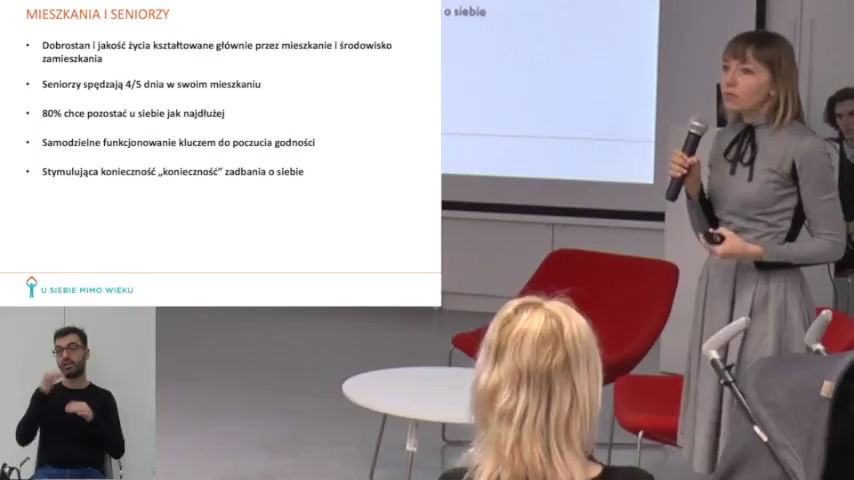 MIESZKANIA I SENIORZY
• Dobrostan i jakość życia kształtowane głównie przez mieszkanie i środowisko
zamieszkania
• Seniorzy spędzają 4/5 dnia w swoim mieszkaniu
• 80% chce pozostać u siebie jak najdłużej
• Samodzielne funkcjonowanie kluczem do poczucia godności
• Stymulująca konieczność „konieczność” zadbania o siebie
U SIEBIE MIMO WIEKU
o siebie